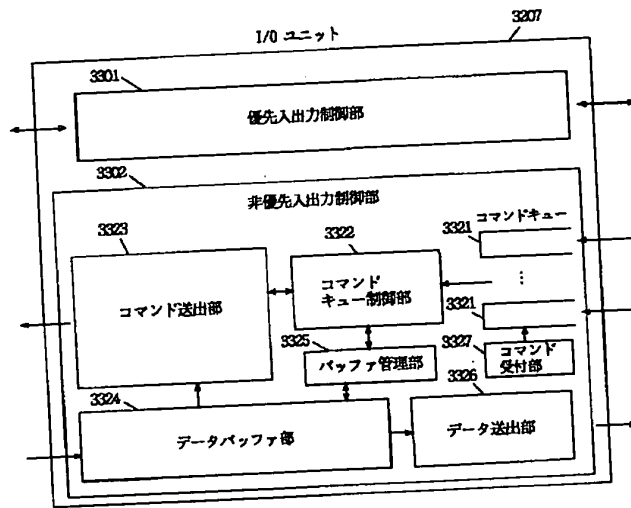 I/O ユニット
3207
3301
優先入出力制御部
3302
非優先入出力制御部
3323
コマンド送出部
3322
コマンド
キュー制御部
コマンドキュー
3321
⋮
3321
3327
コマンド
受付部
3325
バッファ管理部
3326
データ送出部
3324
データバッファ部